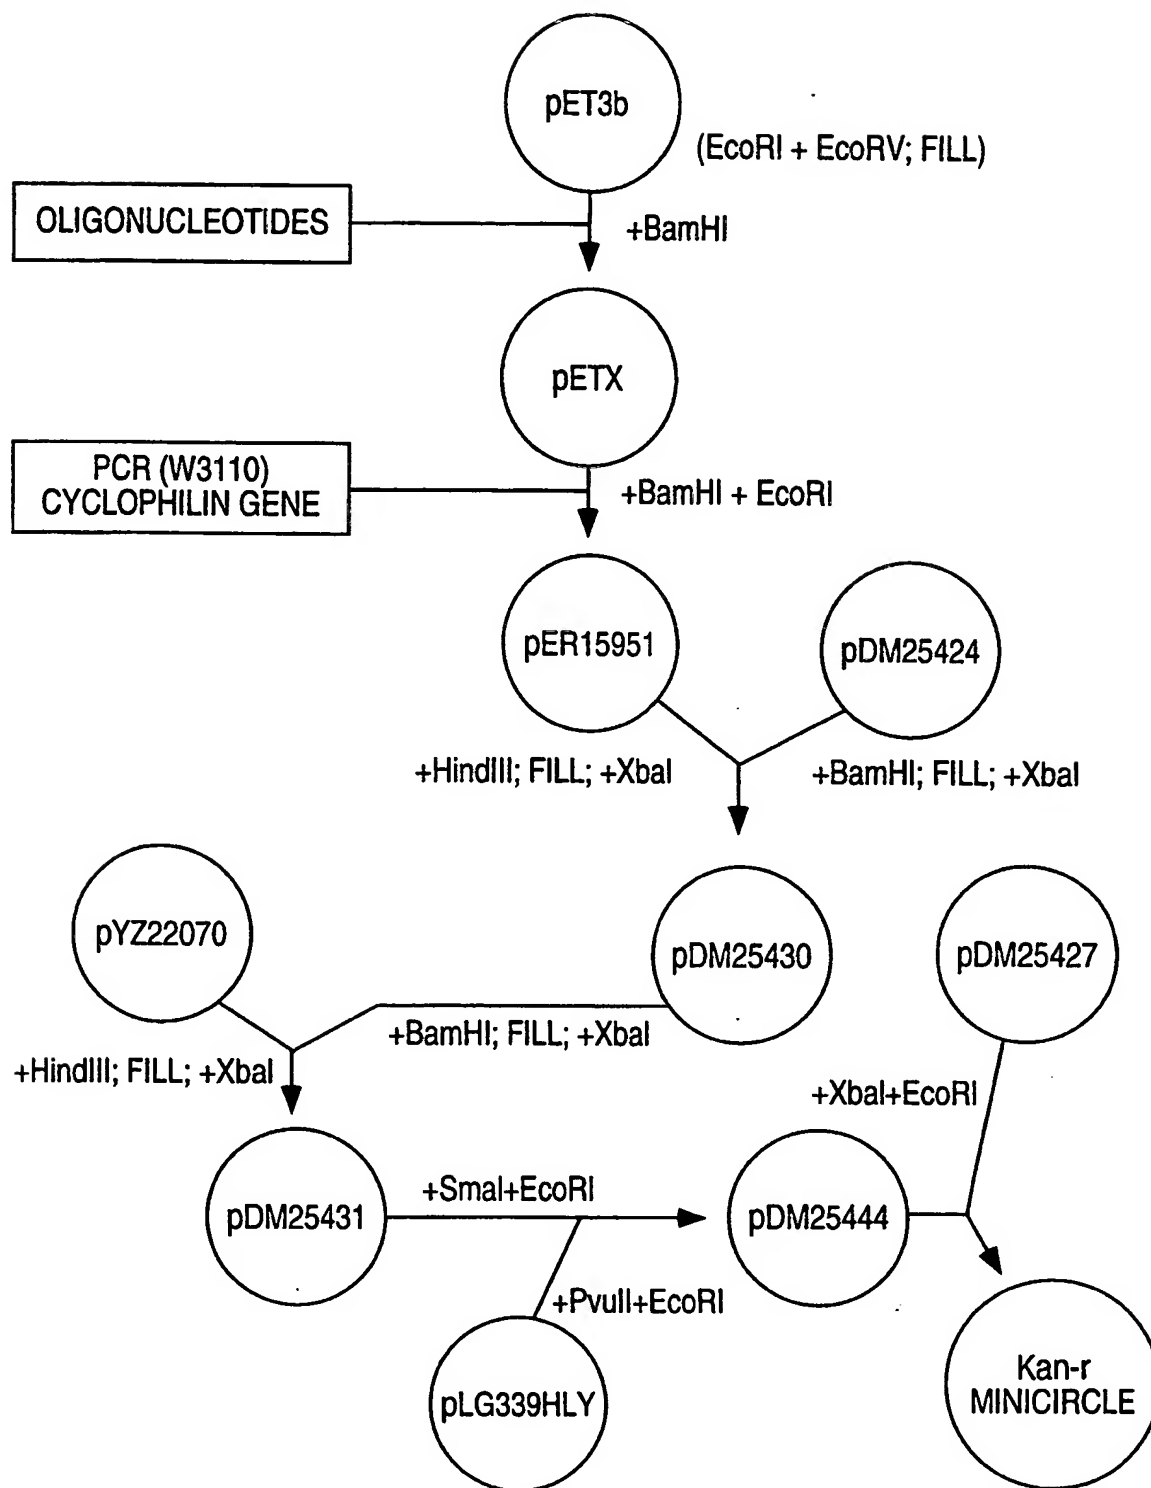 pET3b
(EcoRI + EcoRV; FILL)
OLIGONUCLEOTIDES
+BamHI
pETX
PCR (W3110)
CYCLOPHILIN GENE
+BamHI + EcoRI
pER15951
pDM25424
+HindIII; FILL; +XbaI
+BamHI; FILL; +XbaI
pYZ22070
pDM25430
pDM25427
+BamHI; FILL; +XbaI
+HindIII; FILL; +XbaI
+XbaI+EcoRI
pDM25431
+SmaI+EcoRI
pDM25444
+PvuII+EcoRI
pLG339HLY
Kan-r
MINICIRCLE